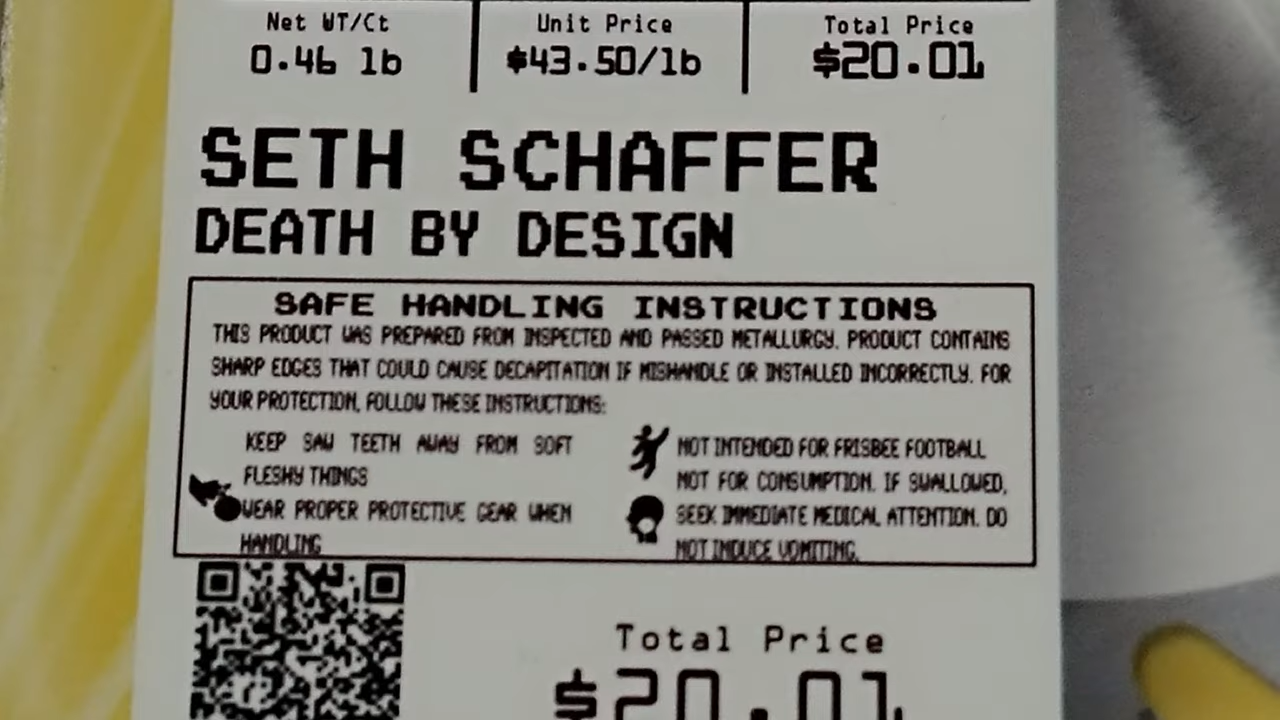 Net WT/Ct Unit Price Total Price
0.46 lb $43.50/lb $20.01
SETH SCHAFFER
DEATH BY DESIGN
SAFE HANDLING INSTRUCTIONS
THIS PRODUCT WAS PREPARED FROM INSPECTED AND PASSED METALLURGY. PRODUCT CONTAINS
SHARP EDGES THAT COULD CAUSE DECAPITATION IF MISHANDLE OR INSTALLED INCORRECTLY. FOR
YOUR PROTECTION, FOLLOW THESE INSTRUCTIONS:
KEEP SAW TEETH AWAY FROM SOFT
FLESHY THINGS
WEAR PROPER PROTECTIVE GEAR WHEN
HANDLING
NOT INTENDED FOR FRISBEE FOOTBALL
NOT FOR CONSUMPTION. IF SWALLOWED,
SEEK IMMEDIATE MEDICAL ATTENTION. DO
NOT INDUCE VOMITING.
Total Price
$20.01